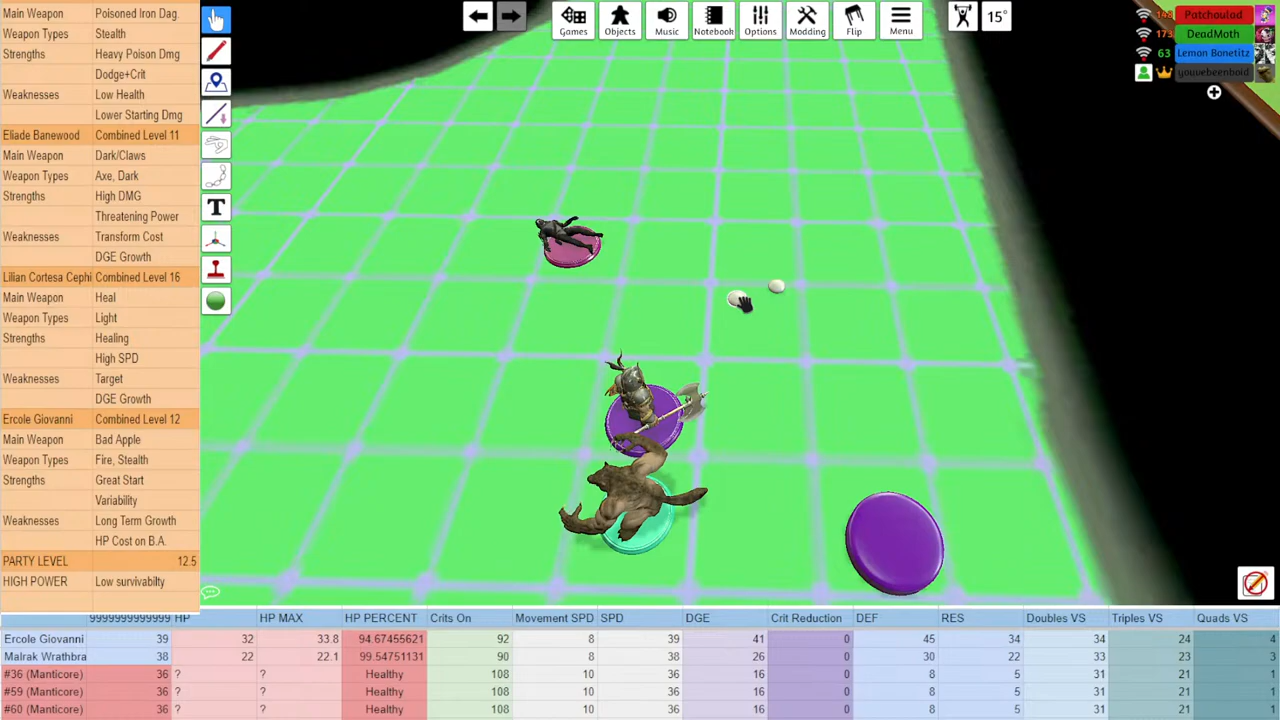 Main Weapon Poisoned Iron Dag.
Weapon Types Stealth
Strengths Heavy Poison Dmg
Dodge+Crit
Weaknesses Low Health
Lower Starting Dmg
Eliade Banewood Combined Level 11
Main Weapon Dark/Claws
Weapon Types Axe, Dark
Strengths High DMG
Threatening Power
Weaknesses Transform Cost
DGE Growth
Lilian Cortesa Cephi Combined Level 16
Main Weapon Heal
Weapon Types Light
Strengths Healing
High SPD
Weaknesses Target
DGE Growth
Ercole Giovanni Combined Level 12
Main Weapon Bad Apple
Weapon Types Fire, Stealth
Strengths Great Start
Variability
Weaknesses Long Term Growth
HP Cost on B.A.
PARTY LEVEL 12.5
HIGH POWER Low survivabilty
T
Games Objects Music Notebook Options Modding Flip Menu
15°
148 Patchoulad
173 DeadMoth
63 Lemon Bonetitz
youvebeenboid
9999999999999 HP HP MAX HP PERCENT Crits On Movement SPD SPD DGE Crit Reduction DEF RES Doubles VS Triples VS Quads VS
Ercole Giovanni 39 32 33.8 94.67455621 92 8 39 41 0 45 34 34 24 4
Malrak Wrathbra 38 22 22.1 99.54751131 90 8 38 26 0 30 22 33 23 3
#36 (Manticore) 36 ? ? Healthy 108 10 36 16 0 8 5 31 21 1
#59 (Manticore) 36 ? ? Healthy 108 10 36 16 0 8 5 31 21 1
#60 (Manticore) 36 ? ? Healthy 108 10 36 16 0 8 5 31 21 1